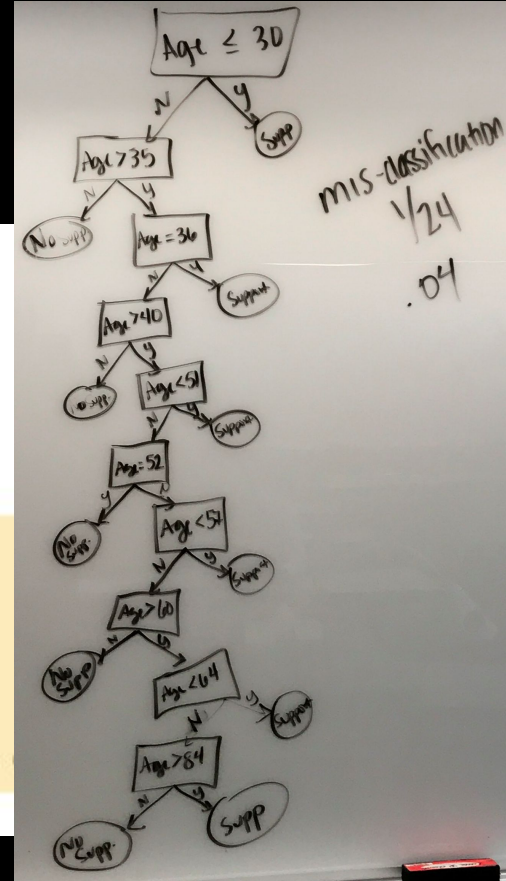 Age ≤ 30
N
Y
Supp
Age > 35
N
Y
No Supp
Age = 36
N
Y
Support
Age > 40
N
Y
No Supp.
Age < 51
N
Y
Support
Age = 52
Y
N
No Supp.
Age < 57
N
Y
Support
Age > 60
N
Y
No Supp
Age < 64
N
Y
Support
Age > 84
N
Y
No Supp.
Supp
mis-classification
1/24
.04